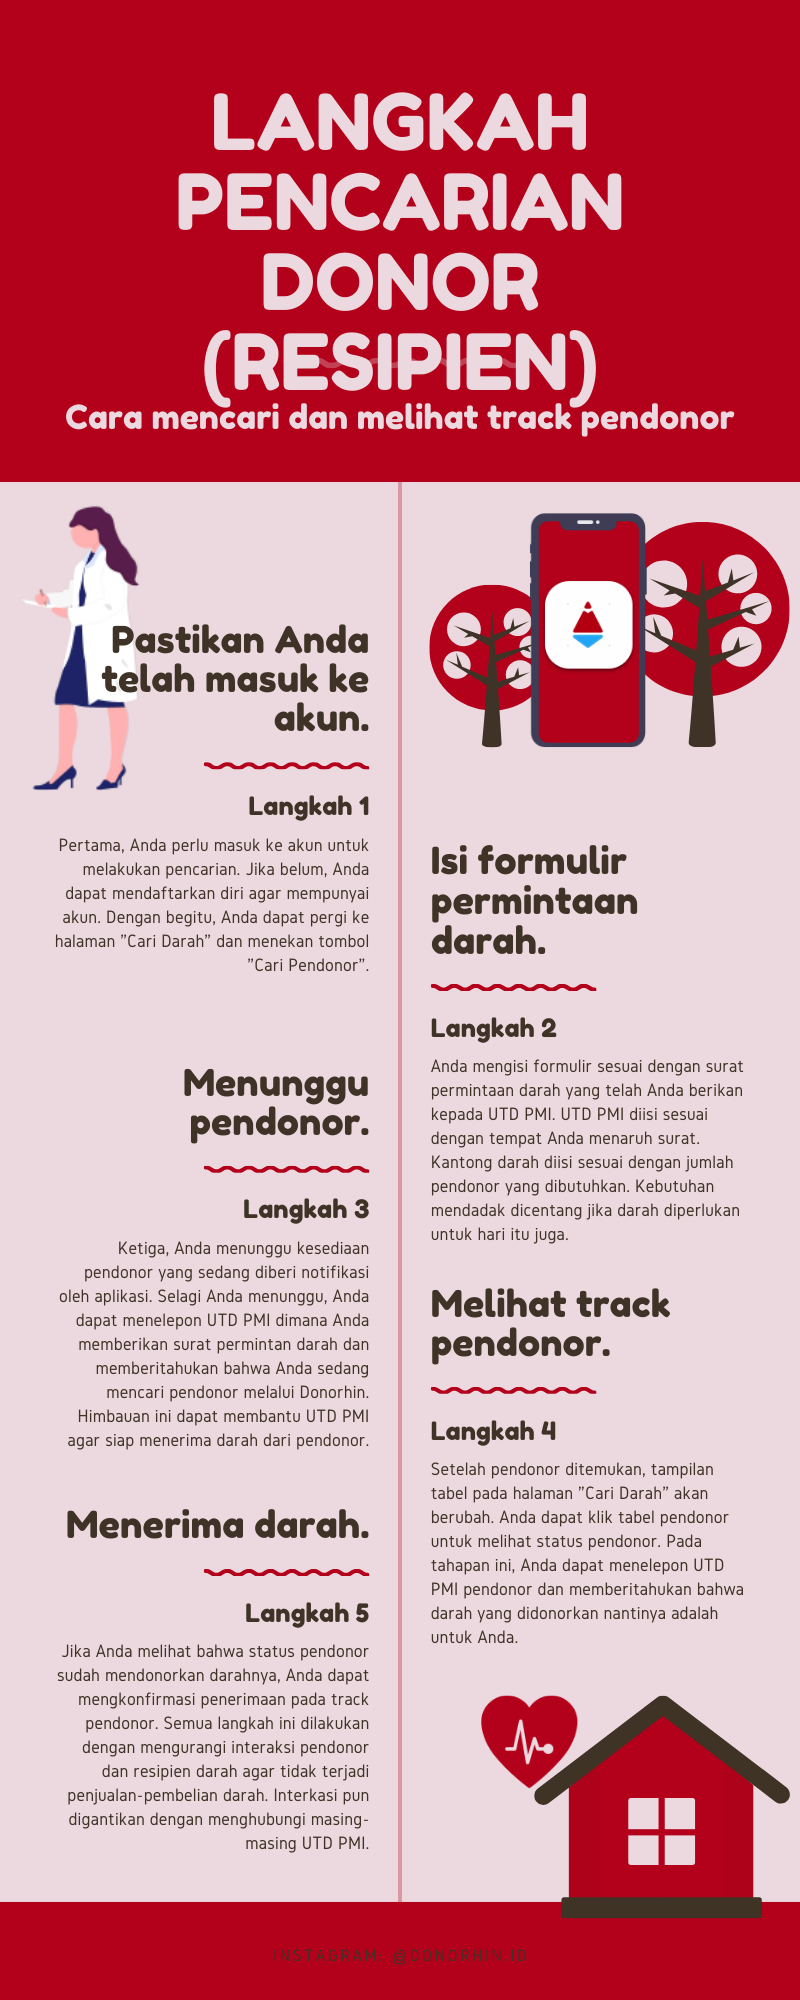 LANGKAH
PENCARIAN
DONOR
(RESIPIEN)
Cara mencari dan melihat track pendonor
Pastikan Anda
telah masuk ke
akun.
Langkah 1
Pertama, Anda perlu masuk ke akun untuk
melakukan pencarian. Jika belum, Anda
dapat mendaftarkan diri agar mempunyai
akun. Dengan begitu, Anda dapat pergi ke
halaman ”Cari Darah” dan menekan tombol
”Cari Pendonor”.
Isi formulir
permintaan
darah.
Langkah 2
Anda mengisi formulir sesuai dengan surat
permintaan darah yang telah Anda berikan
kepada UTD PMI. UTD PMI diisi sesuai
dengan tempat Anda menaruh surat.
Kantong darah diisi sesuai dengan jumlah
pendonor yang dibutuhkan. Kebutuhan
mendadak dicentang jika darah diperlukan
untuk hari itu juga.
Menunggu
pendonor.
Langkah 3
Ketiga, Anda menunggu kesediaan
pendonor yang sedang diberi notifikasi
oleh aplikasi. Selagi Anda menunggu, Anda
dapat menelepon UTD PMI dimana Anda
memberikan surat permintan darah dan
memberitahukan bahwa Anda sedang
mencari pendonor melalui Donorhin.
Himbauan ini dapat membantu UTD PMI
agar siap menerima darah dari pendonor.
Melihat track
pendonor.
Langkah 4
Setelah pendonor ditemukan, tampilan
tabel pada halaman ”Cari Darah” akan
berubah. Anda dapat klik tabel pendonor
untuk melihat status pendonor. Pada
tahapan ini, Anda dapat menelepon UTD
PMI pendonor dan memberitahukan bahwa
darah yang didonorkan nantinya adalah
untuk Anda.
Menerima darah.
Langkah 5
Jika Anda melihat bahwa status pendonor
sudah mendonorkan darahnya, Anda dapat
mengkonfirmasi penerimaan pada track
pendonor. Semua langkah ini dilakukan
dengan mengurangi interaksi pendonor
dan resipien darah agar tidak terjadi
penjualan-pembelian darah. Interkasi pun
digantikan dengan menghubungi masing-
masing UTD PMI.
INSTAGRAM: @DONORHIN.ID